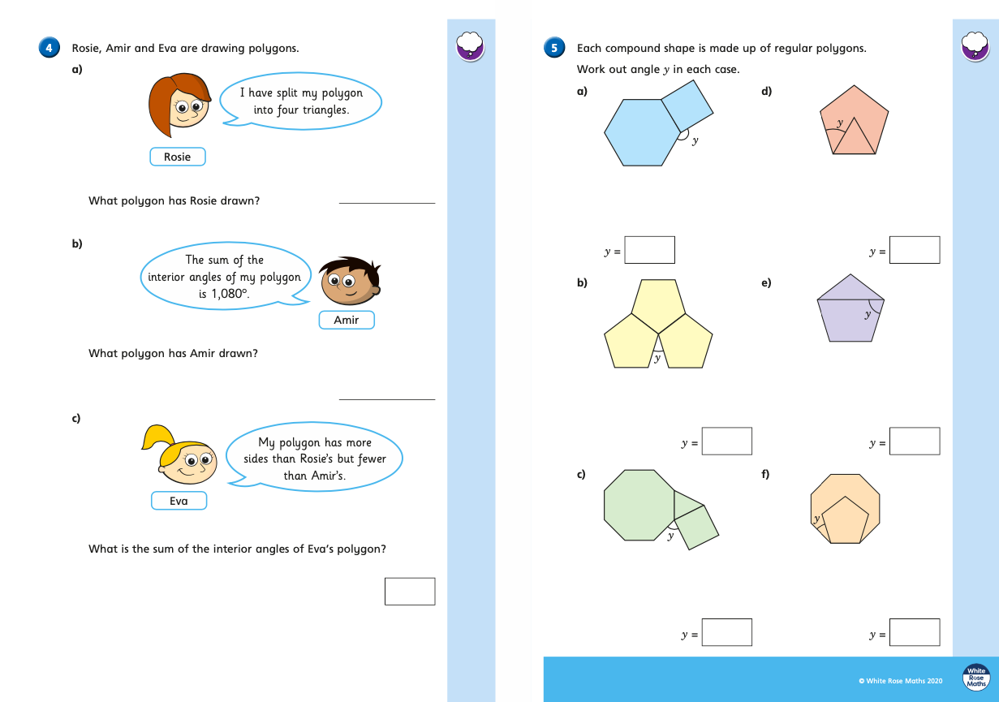 4 Rosie, Amir and Eva are drawing polygons.
a)
I have split my polygon
into four triangles.
Rosie
What polygon has Rosie drawn?
b)
The sum of the
interior angles of my polygon
is 1,080°.
Amir
What polygon has Amir drawn?
c)
My polygon has more
sides than Rosie's but fewer
than Amir's.
Eva
What is the sum of the interior angles of Eva's polygon?
5 Each compound shape is made up of regular polygons.
Work out angle y in each case.
a)
y
y =
b)
y
y =
c)
y
y =
d)
y
y =
e)
y
y =
f)
y
y =
© White Rose Maths 2020
White
Rose
Maths